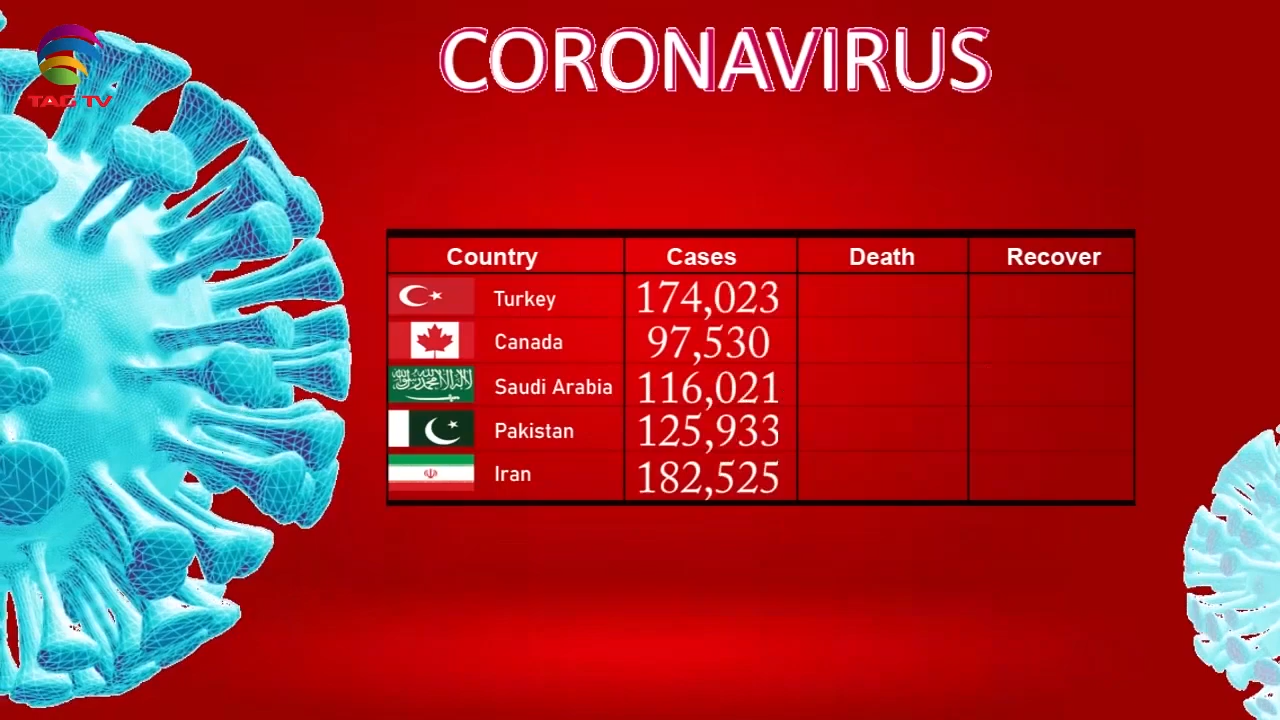 TAG TV
CORONAVIRUS
Country Cases Death Recover
Turkey 174,023
Canada 97,530
Saudi Arabia 116,021
Pakistan 125,933
Iran 182,525